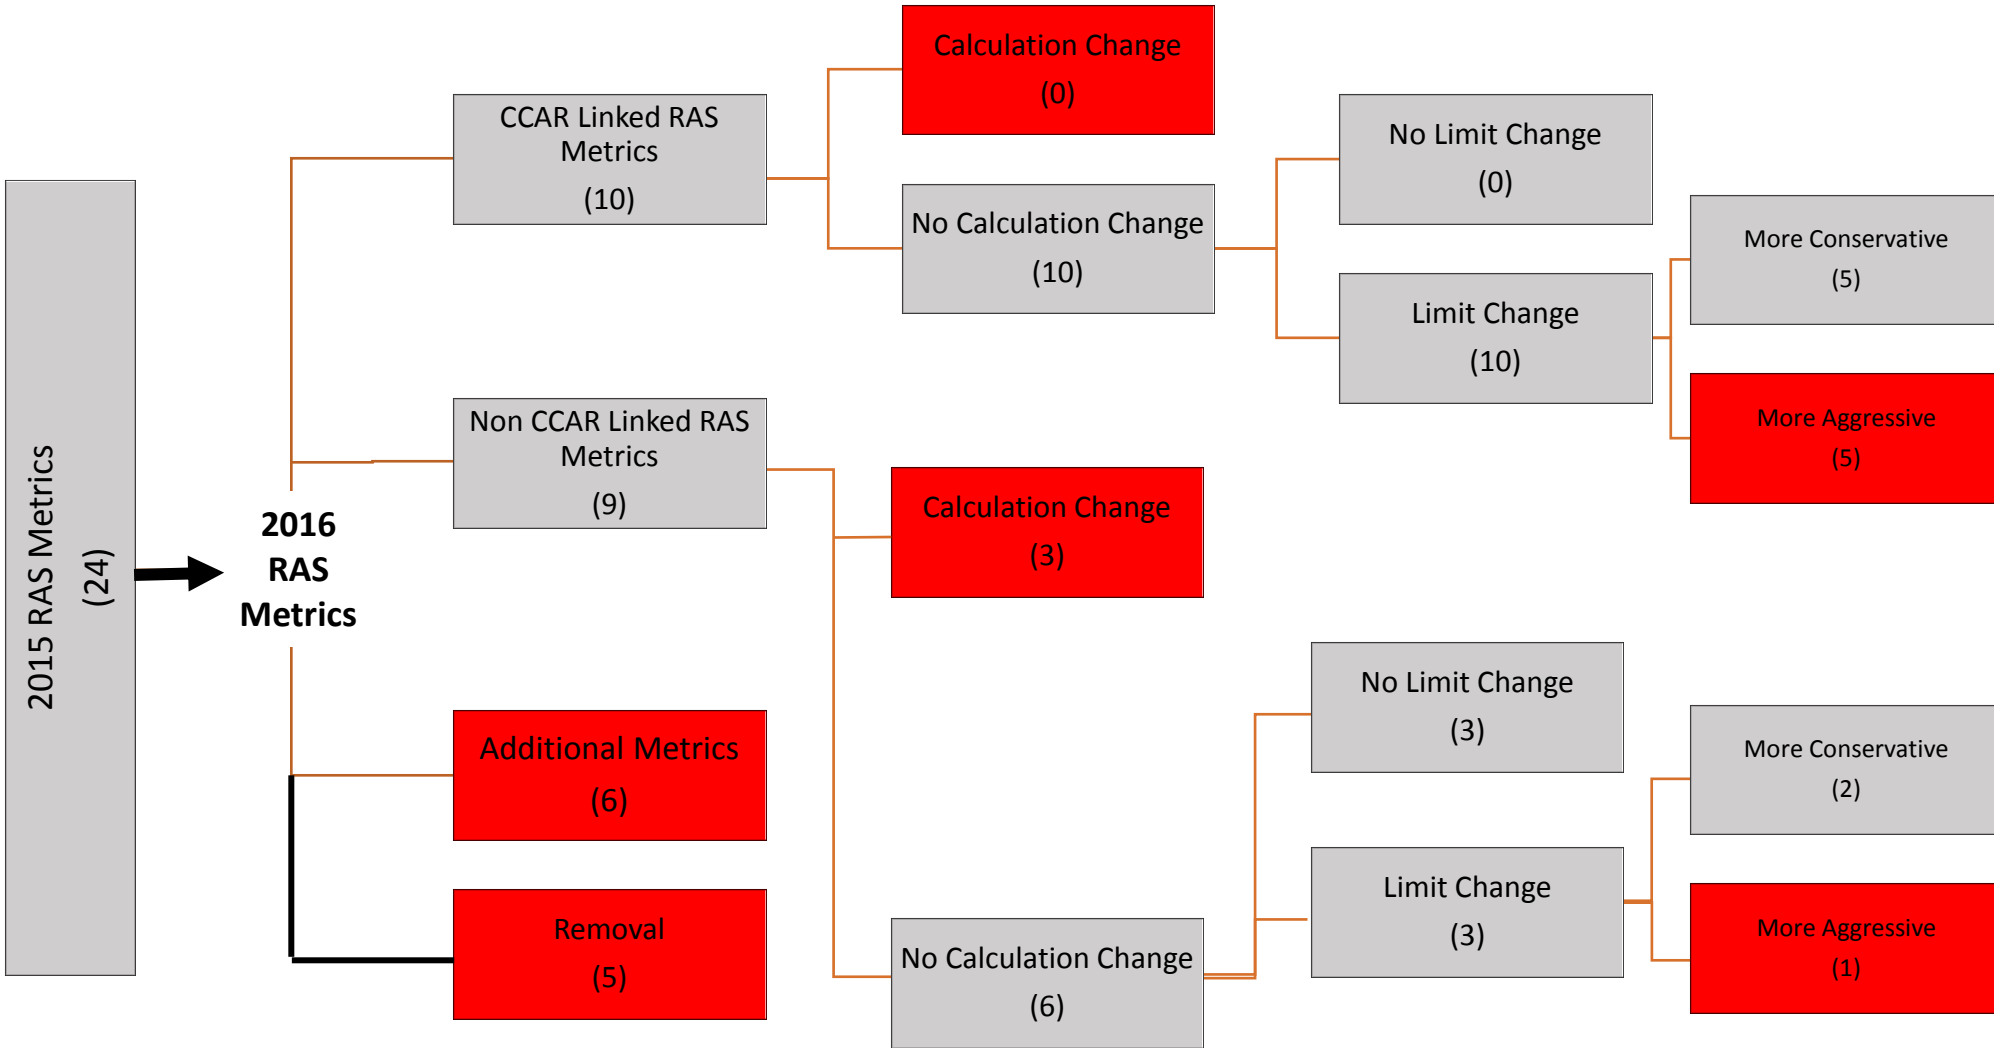 2015 RAS Metrics
(24)
2016
RAS
Metrics
CCAR Linked RAS
Metrics
(10)
Non CCAR Linked RAS
Metrics
(9)
Additional Metrics
(6)
Removal
(5)
Calculation Change
(0)
No Calculation Change
(10)
Calculation Change
(3)
No Calculation Change
(6)
No Limit Change
(0)
Limit Change
(10)
No Limit Change
(3)
Limit Change
(3)
More Conservative
(5)
More Aggressive
(5)
More Conservative
(2)
More Aggressive
(1)